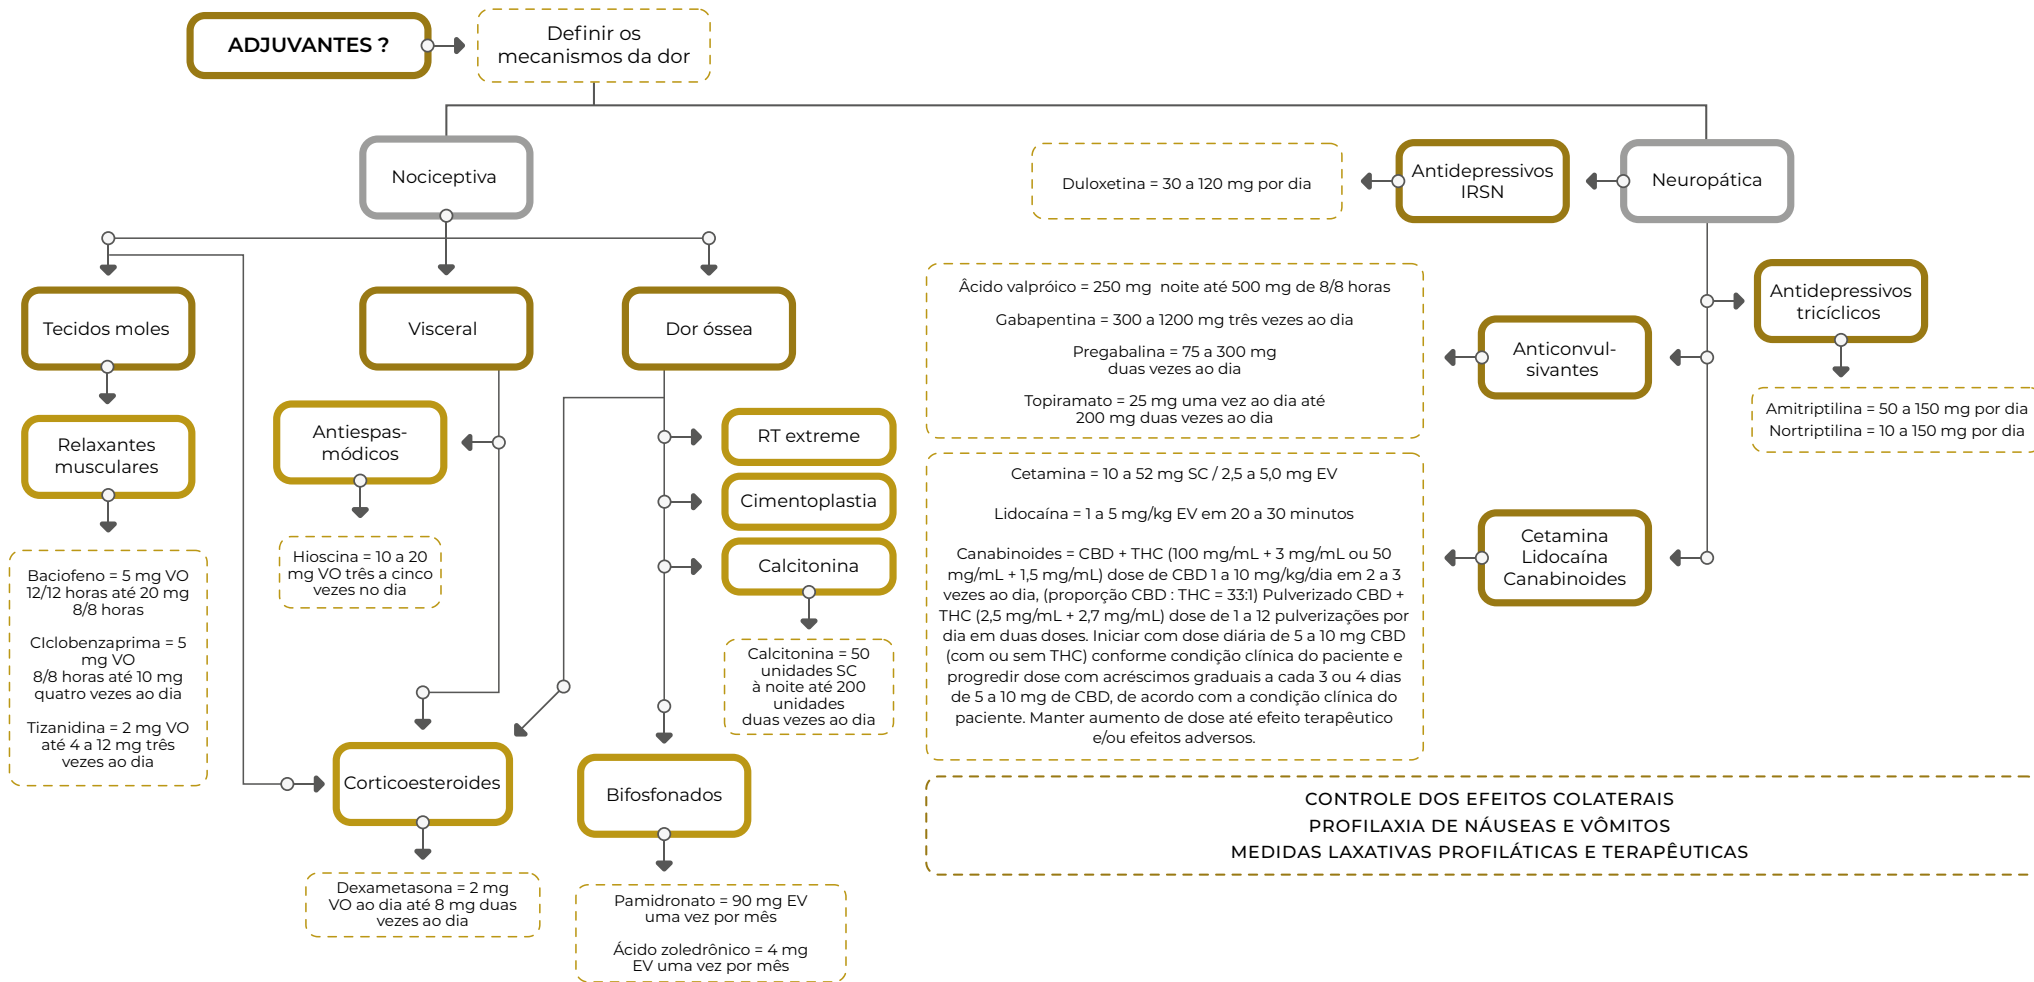 ADJUVANTES ?
Definir os
mecanismos da dor
Nociceptiva
Duloxetina = 30 a 120 mg por dia
Antidepressivos
IRSN
Neuropática
Tecidos moles
Visceral
Dor óssea
Âcido valpróico = 250 mg noite até 500 mg de 8/8 horas
Gabapentina = 300 a 1200 mg três vezes ao dia
Pregabalina = 75 a 300 mg
duas vezes ao dia
Topiramato = 25 mg uma vez ao dia até
200 mg duas vezes ao dia
Anticonvul-
sivantes
Antidepressivos
tricíclicos
Amitriptilina = 50 a 150 mg por dia
Nortriptilina = 10 a 150 mg por dia
Relaxantes
musculares
Antiespas-
módicos
RT extreme
Cimentoplastia
Calcitonina
Baciofeno = 5 mg VO
12/12 horas até 20 mg
8/8 horas
CIclobenzaprima = 5
mg VO
8/8 horas até 10 mg
quatro vezes ao dia
Tizanidina = 2 mg VO
até 4 a 12 mg três
vezes ao dia
Hioscina = 10 a 20
mg VO três a cinco
vezes no dia
Calcitonina = 50
unidades SC
à noite até 200
unidades
duas vezes ao dia
Cetamina = 10 a 52 mg SC / 2,5 a 5,0 mg EV
Lidocaína = 1 a 5 mg/kg EV em 20 a 30 minutos
Canabinoides = CBD + THC (100 mg/mL + 3 mg/mL ou 50
mg/mL + 1,5 mg/mL) dose de CBD 1 a 10 mg/kg/dia em 2 a 3
vezes ao dia, (proporção CBD : THC = 33:1) Pulverizado CBD +
THC (2,5 mg/mL + 2,7 mg/mL) dose de 1 a 12 pulverizações por
dia em duas doses. Iniciar com dose diária de 5 a 10 mg CBD
(com ou sem THC) conforme condição clínica do paciente e
progredir dose com acréscimos graduais a cada 3 ou 4 dias
de 5 a 10 mg de CBD, de acordo com a condição clínica do
paciente. Manter aumento de dose até efeito terapêutico
e/ou efeitos adversos.
Cetamina
Lidocaína
Canabinoides
Corticoesteroides
Bifosfonados
Dexametasona = 2 mg
VO ao dia até 8 mg duas
vezes ao dia
Pamidronato = 90 mg EV
uma vez por mês
Ácido zoledrônico = 4 mg
EV uma vez por mês
CONTROLE DOS EFEITOS COLATERAIS
PROFILAXIA DE NÁUSEAS E VÔMITOS
MEDIDAS LAXATIVAS PROFILÁTICAS E TERAPÊUTICAS